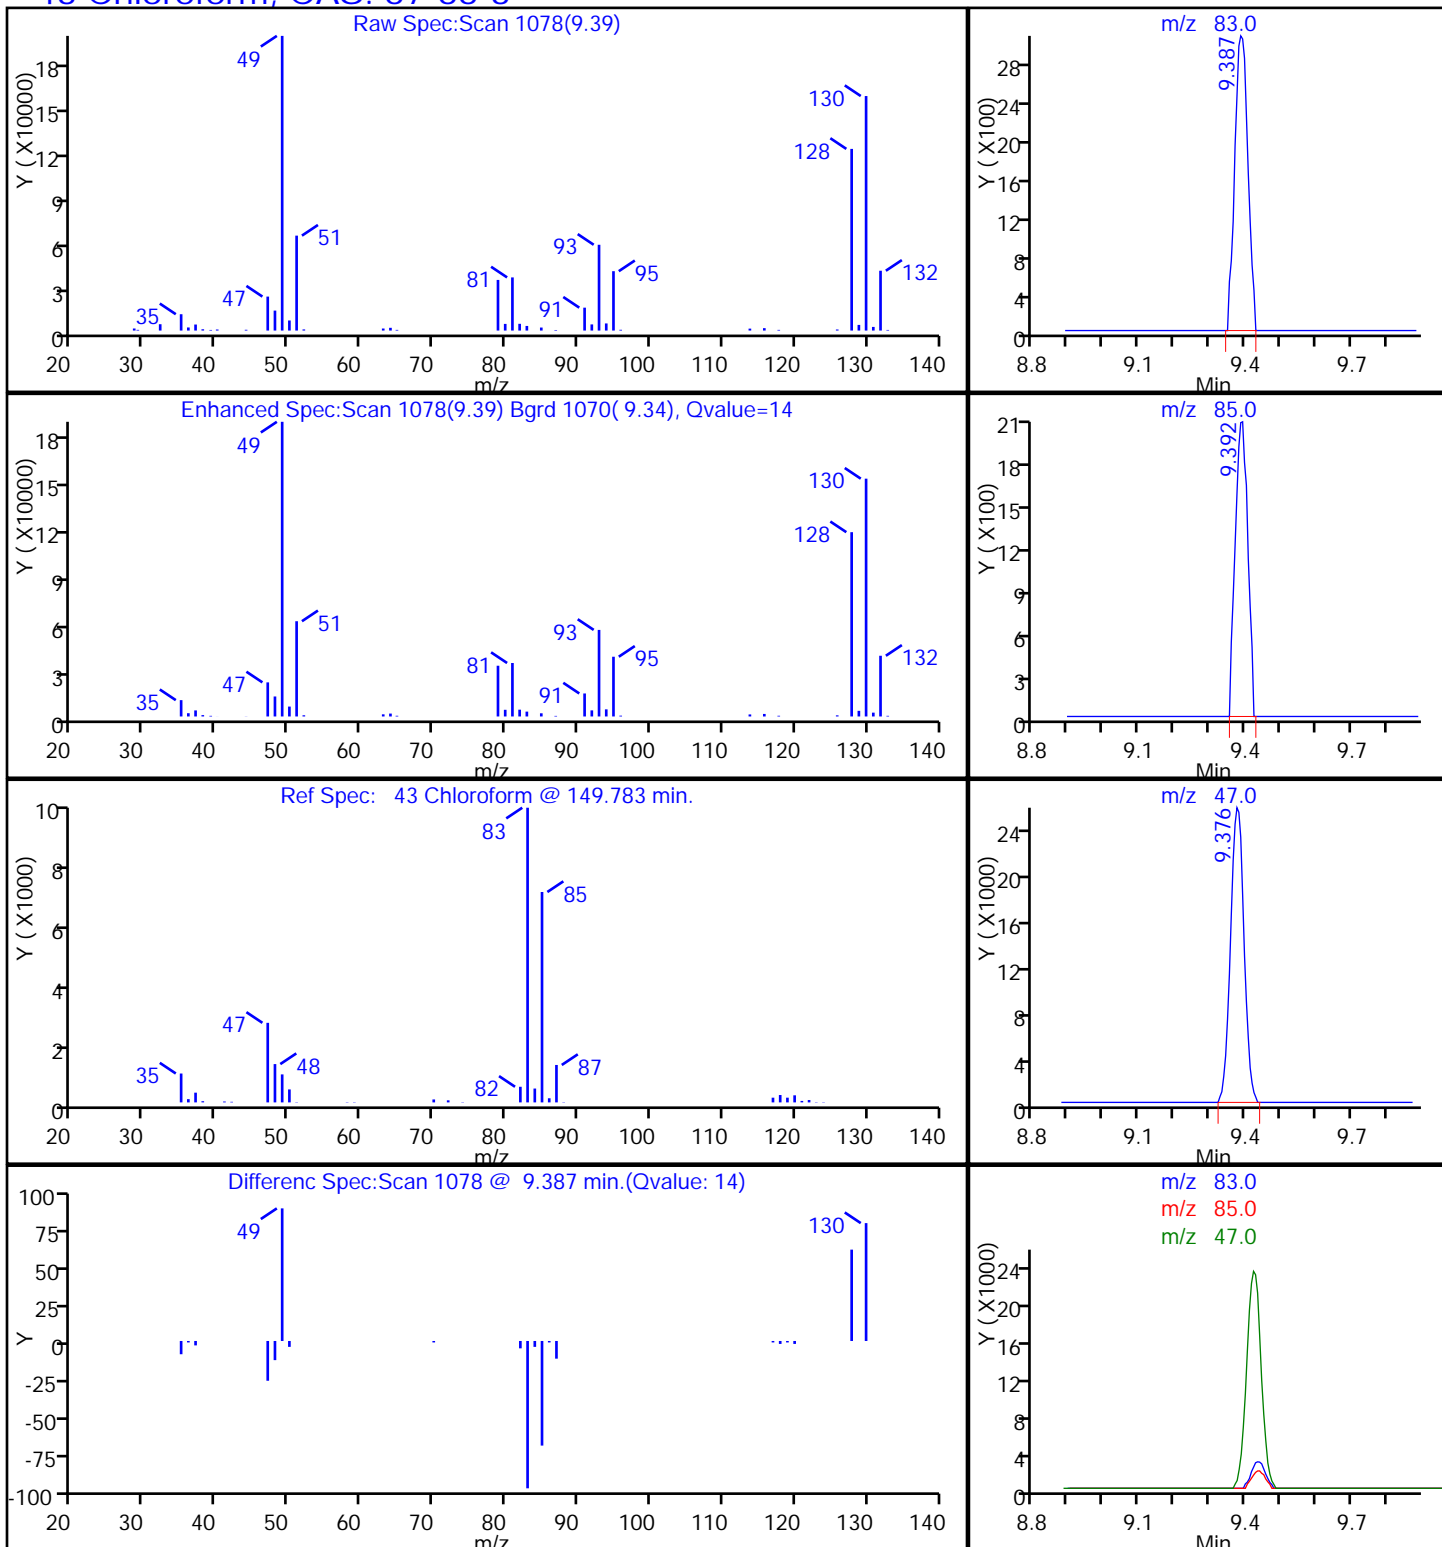 Raw Spec:Scan 1078(9.39)
Y ( X10000)
18
15
12
9
6
3
0
49
51
47
35
81
93
95
91
130
128
132
20 30 40 50 60 70 80 90 100 110 120 130 140
m/z
m/z 83.0
Y ( X100)
28
24
20
16
12
8
4
0
9.387
8.8 9.1 9.4 9.7
Min
Enhanced Spec:Scan 1078(9.39) Bgrd 1070( 9.34), Qvalue=14
Y ( X10000)
18
15
12
9
6
3
0
49
51
47
35
81
93
95
91
130
128
132
20 30 40 50 60 70 80 90 100 110 120 130 140
m/z
m/z 85.0
Y ( X100)
21
18
15
12
9
6
3
0
9.392
8.8 9.1 9.4 9.7
Min
Ref Spec: 43 Chloroform @ 149.783 min.
Y ( X1000)
10
8
6
4
2
0
83
85
47
48
35
82
87
20 30 40 50 60 70 80 90 100 110 120 130 140
m/z
m/z 47.0
Y ( X1000)
24
20
16
12
8
4
0
9.376
8.8 9.1 9.4 9.7
Min
Differenc Spec:Scan 1078 @ 9.387 min.(Qvalue: 14)
Y
100
75
50
25
0
-25
-50
-75
-100
49
130
20 30 40 50 60 70 80 90 100 110 120 130 140
m/z
m/z 83.0
m/z 85.0
m/z 47.0
Y ( X1000)
24
20
16
12
8
4
0
8.8 9.1 9.4 9.7
Min